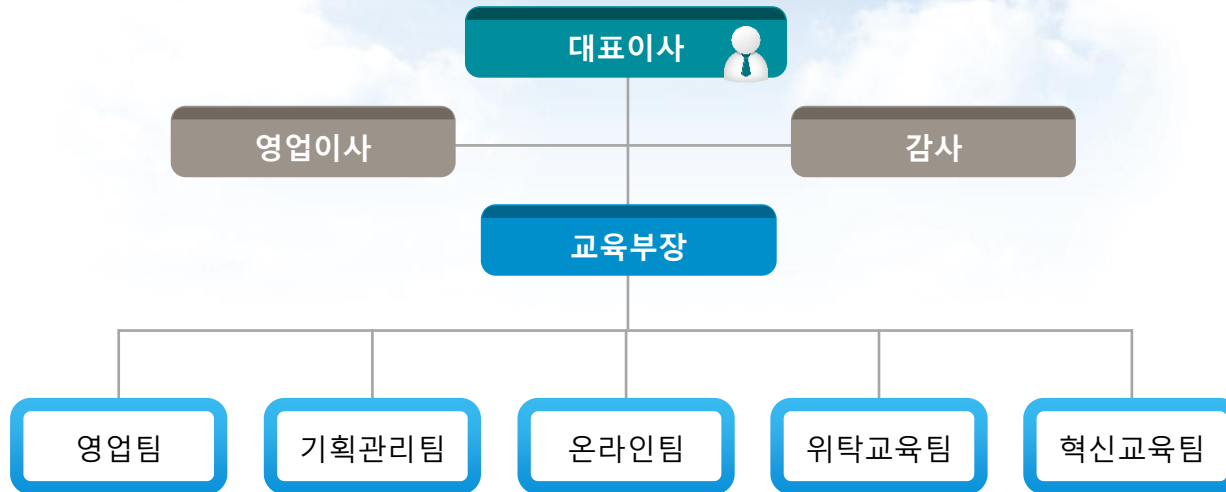 대표이사
영업이사
감사
교육부장
영업팀
기획관리팀
온라인팀
위탁교육팀
혁신교육팀